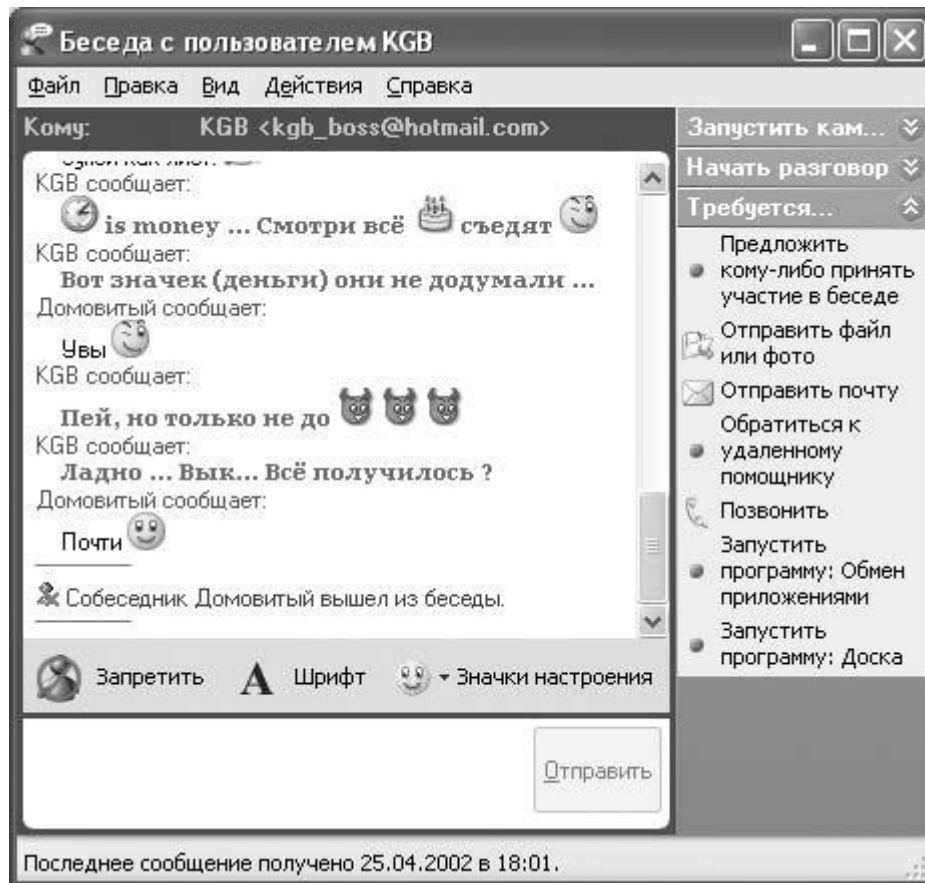 Беседа с пользователем KGB
Файл Правка Вид Действия Справка
Кому: KGB <kgb_boss@hotmail.com>
KGB сообщает:
is money ... Смотри всё съедят
KGB сообщает:
Вот значек (деньги) они не додумали ...
Домовитый сообщает:
Увы
KGB сообщает:
Пей, но только не до
KGB сообщает:
Ладно ... Вык... Всё получилось ?
Домовитый сообщает:
Почти
Собеседник Домовитый вышел из беседы.
Запретить A Шрифт Значки настроения
Отправить
Запустить кам...
Начать разговор
Требуется...
Предложить
кому-либо принять
участие в беседе
Отправить файл
или фото
Отправить почту
Обратиться к
удаленному
помощнику
Позвонить
Запустить
программу: Обмен
приложениями
Запустить
программу: Доска
Последнее сообщение получено 25.04.2002 в 18:01.